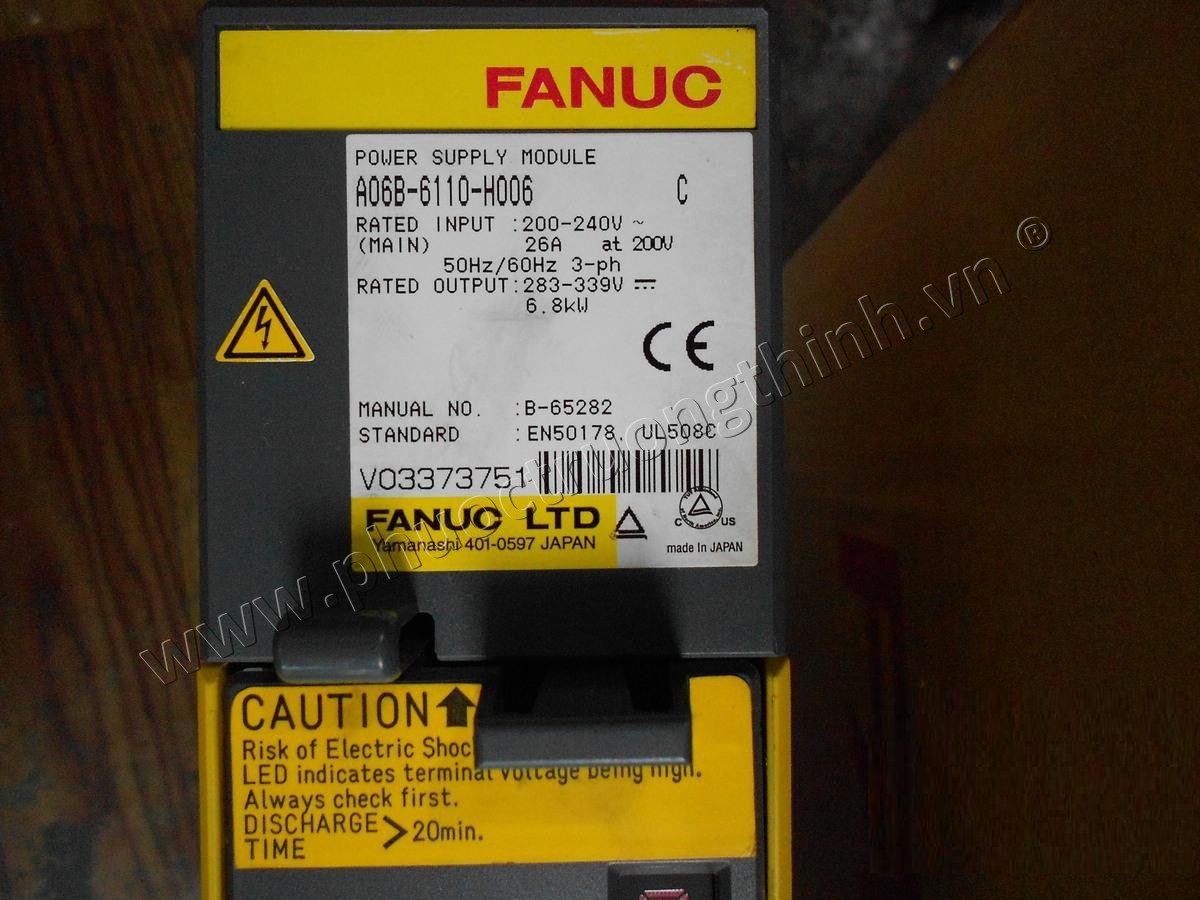 FANUC
POWER SUPPLY MODULE
A06B-6110-H006 C
RATED INPUT :200-240V ~
(MAIN) 26A at 200V
50Hz/60Hz 3-ph
RATED OUTPUT:283-339V ⎓
6.8kW
CE
MANUAL NO. :B-65282
STANDARD :EN50178, UL508C
V03373751
FANUC LTD
Yamanashi 401-0597 JAPAN
C US
made In JAPAN
www.phuoctruongthinh.vn ®
CAUTION
Risk of Electric Shoc
LED indicates terminal voltage being high.
Always check first.
DISCHARGE
TIME > 20min.